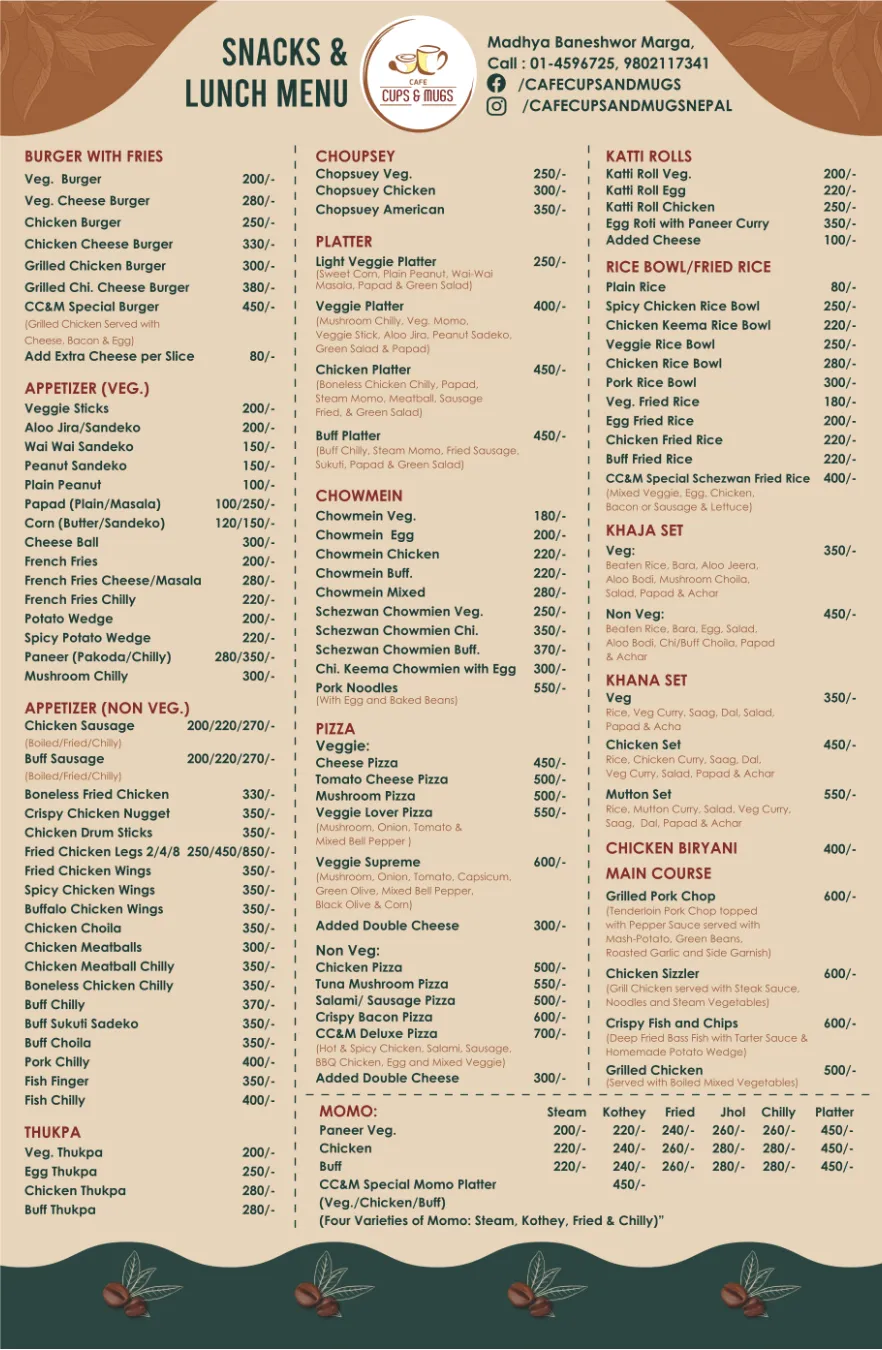 SNACKS &
LUNCH MENU
CAFE
CUPS & MUGS
Madhya Baneshwor Marga,
Call : 01-4596725, 9802117341
/CAFECUPSANDMUGS
/CAFECUPSANDMUGSNEPAL
BURGER WITH FRIES
Veg. Burger 200/-
Veg. Cheese Burger 280/-
Chicken Burger 250/-
Chicken Cheese Burger 330/-
Grilled Chicken Burger 300/-
Grilled Chi. Cheese Burger 380/-
CC&M Special Burger 450/-
(Grilled Chicken Served with
Cheese, Bacon & Egg)
Add Extra Cheese per Slice 80/-
APPETIZER (VEG.)
Veggie Sticks 200/-
Aloo Jira/Sandeko 200/-
Wai Wai Sandeko 150/-
Peanut Sandeko 150/-
Plain Peanut 100/-
Papad (Plain/Masala) 100/250/-
Corn (Butter/Sandeko) 120/150/-
Cheese Ball 300/-
French Fries 200/-
French Fries Cheese/Masala 280/-
French Fries Chilly 220/-
Potato Wedge 200/-
Spicy Potato Wedge 220/-
Paneer (Pakoda/Chilly) 280/350/-
Mushroom Chilly 300/-
APPETIZER (NON VEG.)
Chicken Sausage 200/220/270/-
(Boiled/Fried/Chilly)
Buff Sausage 200/220/270/-
(Boiled/Fried/Chilly)
Boneless Fried Chicken 330/-
Crispy Chicken Nugget 350/-
Chicken Drum Sticks 350/-
Fried Chicken Legs 2/4/8 250/450/850/-
Fried Chicken Wings 350/-
Spicy Chicken Wings 350/-
Buffalo Chicken Wings 350/-
Chicken Choila 350/-
Chicken Meatballs 300/-
Chicken Meatball Chilly 350/-
Boneless Chicken Chilly 350/-
Buff Chilly 370/-
Buff Sukuti Sadeko 350/-
Buff Choila 350/-
Pork Chilly 400/-
Fish Finger 350/-
Fish Chilly 400/-
THUKPA
Veg. Thukpa 200/-
Egg Thukpa 250/-
Chicken Thukpa 280/-
Buff Thukpa 280/-
CHOUPSEY
Chopsuey Veg. 250/-
Chopsuey Chicken 300/-
Chopsuey American 350/-
PLATTER
Light Veggie Platter 250/-
(Sweet Corn, Plain Peanut, Wai-Wai
Masala, Papad & Green Salad)
Veggie Platter 400/-
(Mushroom Chilly, Veg. Momo,
Veggie Stick, Aloo Jira, Peanut Sadeko,
Green Salad & Papad)
Chicken Platter 450/-
(Boneless Chicken Chilly, Papad,
Steam Momo, Meatball, Sausage
Fried, & Green Salad)
Buff Platter 450/-
(Buff Chilly, Steam Momo, Fried Sausage,
Sukuti, Papad & Green Salad)
CHOWMEIN
Chowmein Veg. 180/-
Chowmein Egg 200/-
Chowmein Chicken 220/-
Chowmein Buff. 220/-
Chowmein Mixed 280/-
Schezwan Chowmien Veg. 250/-
Schezwan Chowmien Chi. 350/-
Schezwan Chowmien Buff. 370/-
Chi. Keema Chowmien with Egg 300/-
Pork Noodles 550/-
(With Egg and Baked Beans)
PIZZA
Veggie:
Cheese Pizza 450/-
Tomato Cheese Pizza 500/-
Mushroom Pizza 500/-
Veggie Lover Pizza 550/-
(Mushroom, Onion, Tomato &
Mixed Bell Pepper )
Veggie Supreme 600/-
(Mushroom, Onion, Tomato, Capsicum,
Green Olive, Mixed Bell Pepper,
Black Olive & Corn)
Added Double Cheese 300/-
Non Veg:
Chicken Pizza 500/-
Tuna Mushroom Pizza 550/-
Salami/ Sausage Pizza 500/-
Crispy Bacon Pizza 600/-
CC&M Deluxe Pizza 700/-
(Hot & Spicy Chicken, Salami, Sausage,
BBQ Chicken, Egg and Mixed Veggie)
Added Double Cheese 300/-
KATTI ROLLS
Katti Roll Veg. 200/-
Katti Roll Egg 220/-
Katti Roll Chicken 250/-
Egg Roti with Paneer Curry 350/-
Added Cheese 100/-
RICE BOWL/FRIED RICE
Plain Rice 80/-
Spicy Chicken Rice Bowl 250/-
Chicken Keema Rice Bowl 220/-
Veggie Rice Bowl 250/-
Chicken Rice Bowl 280/-
Pork Rice Bowl 300/-
Veg. Fried Rice 180/-
Egg Fried Rice 200/-
Chicken Fried Rice 220/-
Buff Fried Rice 220/-
CC&M Special Schezwan Fried Rice 400/-
(Mixed Veggie, Egg, Chicken,
Bacon or Sausage & Lettuce)
KHAJA SET
Veg: 350/-
Beaten Rice, Bara, Aloo Jeera,
Aloo Bodi, Mushroom Choila,
Salad, Papad & Achar
Non Veg: 450/-
Beaten Rice, Bara, Egg, Salad,
Aloo Bodi, Chi/Buff Choila, Papad
& Achar
KHANA SET
Veg 350/-
Rice, Veg Curry, Saag, Dal, Salad,
Papad & Acha
Chicken Set 450/-
Rice, Chicken Curry, Saag, Dal,
Veg Curry, Salad, Papad & Achar
Mutton Set 550/-
Rice, Mutton Curry, Salad, Veg Curry,
Saag, Dal, Papad & Achar
CHICKEN BIRYANI 400/-
MAIN COURSE
Grilled Pork Chop 600/-
(Tenderloin Pork Chop topped
with Pepper Sauce served with
Mash-Potato, Green Beans,
Roasted Garlic and Side Garnish)
Chicken Sizzler 600/-
(Grill Chicken served with Steak Sauce,
Noodles and Steam Vegetables)
Crispy Fish and Chips 600/-
(Deep Fried Bass Fish with Tarter Sauce &
Homemade Potato Wedge)
Grilled Chicken 500/-
(Served with Boiled Mixed Vegetables)
MOMO: Steam Kothey Fried Jhol Chilly Platter
Paneer Veg. 200/- 220/- 240/- 260/- 260/- 450/-
Chicken 220/- 240/- 260/- 280/- 280/- 450/-
Buff 220/- 240/- 260/- 280/- 280/- 450/-
CC&M Special Momo Platter 450/-
(Veg./Chicken/Buff)
(Four Varieties of Momo: Steam, Kothey, Fried & Chilly)"